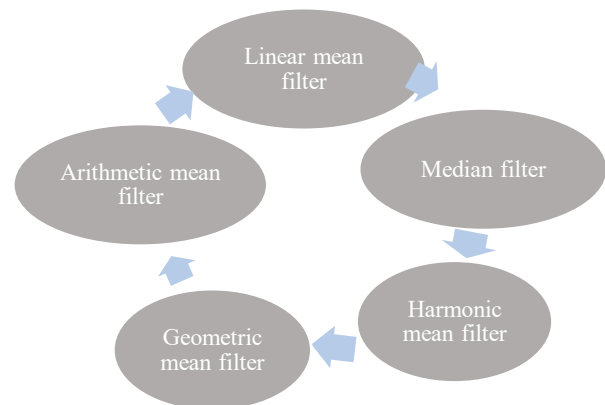 Linear mean
filter
Median filter
Harmonic
mean filter
Geometric
mean filter
Arithmetic mean
filter